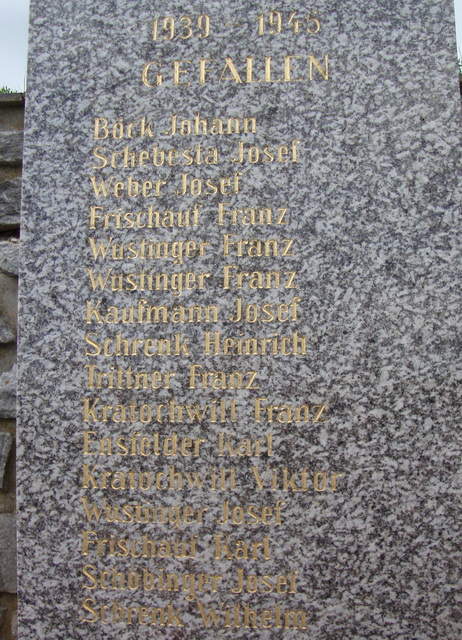 1939 - 1945
GEFALLEN
Böck Johann
Schebesta Josef
Weber Josef
Frischauf Franz
Wustinger Franz
Wustinger Franz
Kaufmann Josef
Schrenk Heinrich
Trittner Franz
Kratochwill Franz
Ensfelder Karl
Kratochwill Viktor
Wustinger Josef
Frischauf Karl
Schobinger Josef
Schrenk Wilhelm